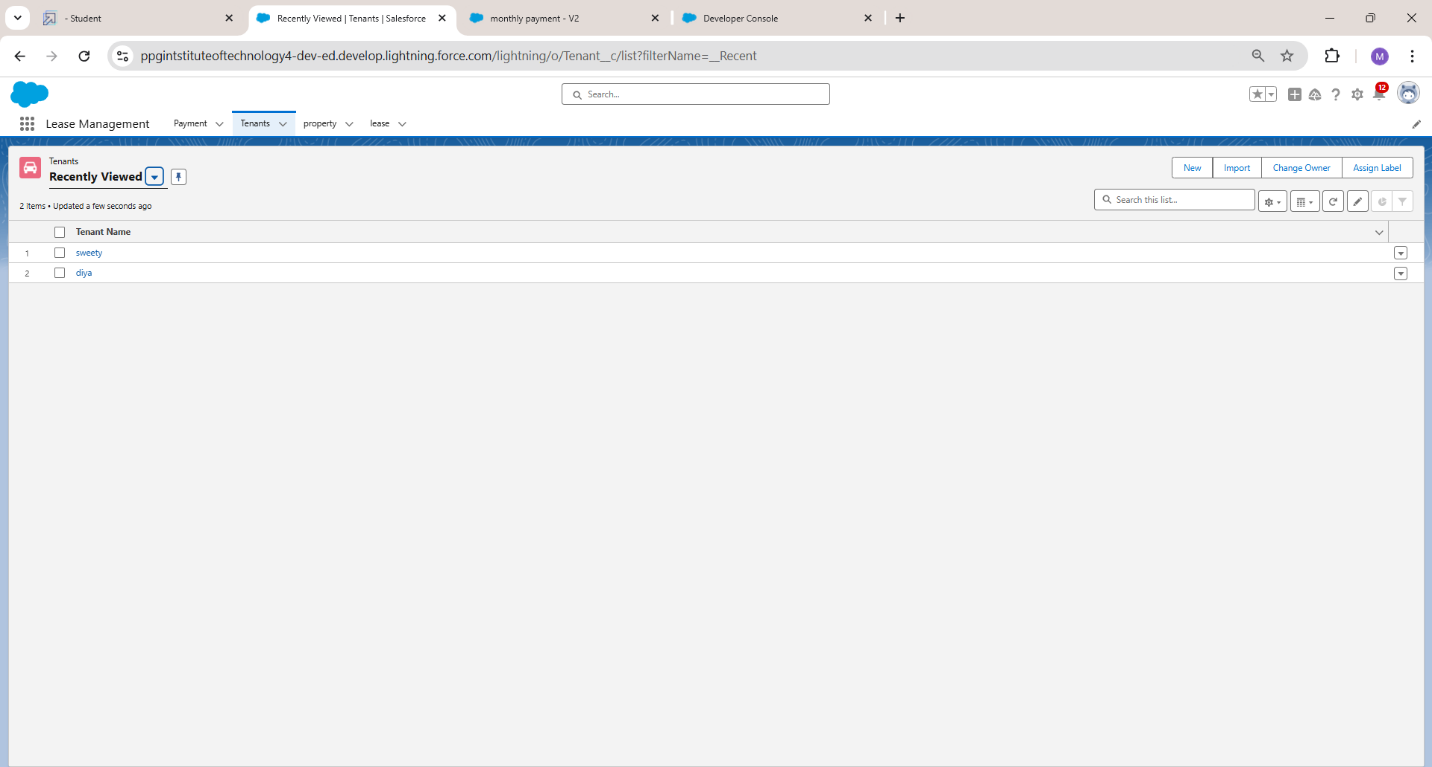 - Student
Recently Viewed | Tenants | Salesforce
monthly payment - V2
Developer Console
ppgintstituteoftechnology4-dev-ed.develop.lightning.force.com/lightning/o/Tenant__c/list?filterName=__Recent
M
Search...
12
Lease Management
Payment
Tenants
property
lease
Tenants
Recently Viewed
New
Import
Change Owner
Assign Label
2 items • Updated a few seconds ago
Search this list...
Tenant Name
1
sweety
2
diya